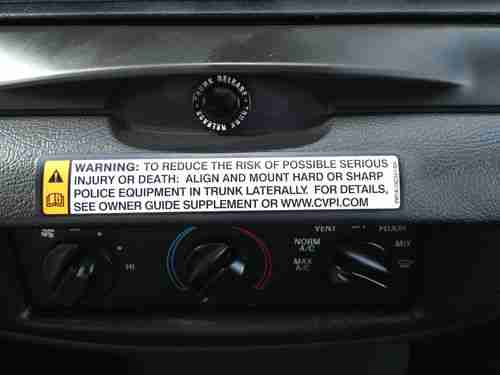 TRUNK RELEASE
TRUNK RELEASE
WARNING: TO REDUCE THE RISK OF POSSIBLE SERIOUS
INJURY OR DEATH: ALIGN AND MOUNT HARD OR SHARP
POLICE EQUIPMENT IN TRUNK LATERALLY. FOR DETAILS,
SEE OWNER GUIDE SUPPLEMENT OR WWW.CVPI.COM
HI
VENT
FLOOR
NORM
A/C
MIX
MAX
A/C